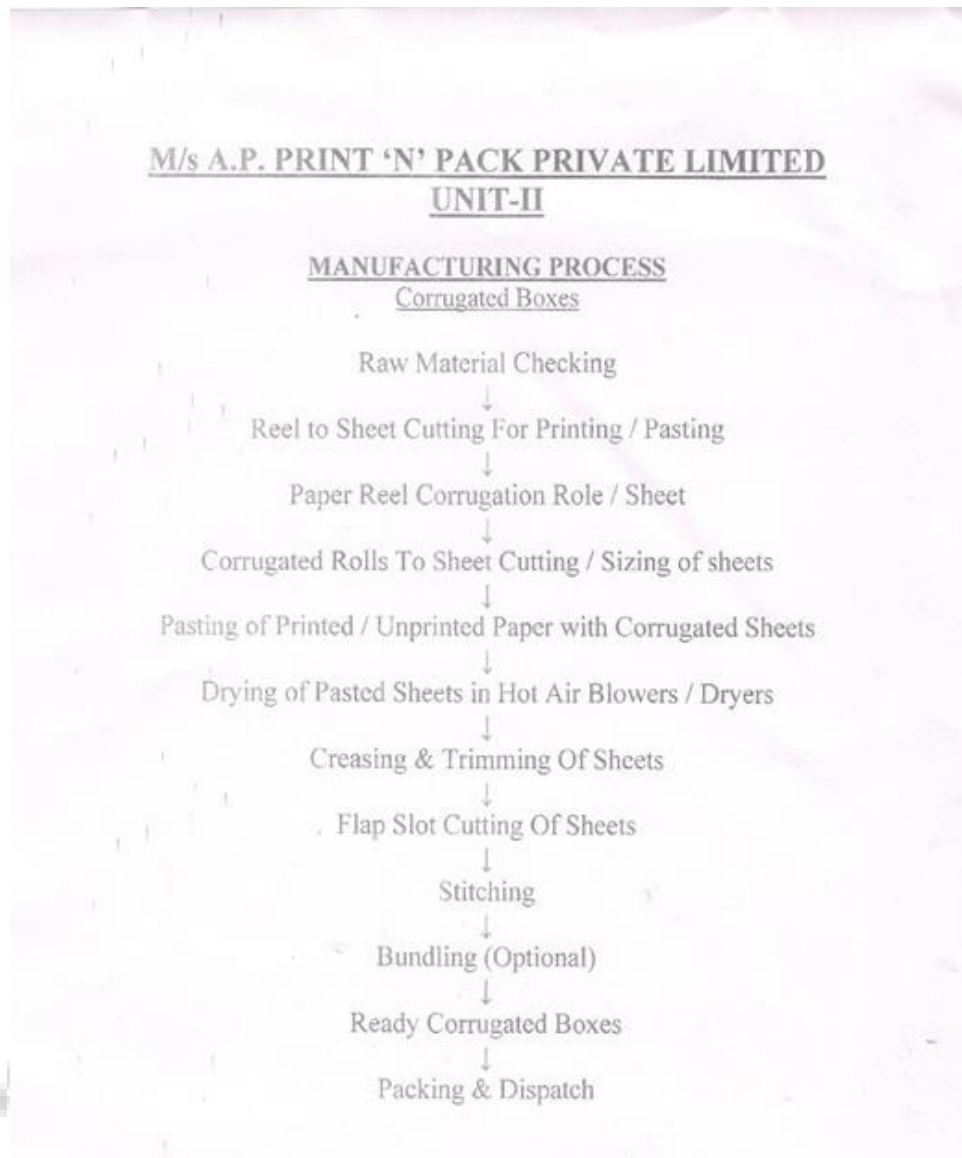 M/s A.P. PRINT ‘N’ PACK PRIVATE LIMITED
UNIT-II
MANUFACTURING PROCESS
Corrugated Boxes
Raw Material Checking
↓
Reel to Sheet Cutting For Printing / Pasting
↓
Paper Reel Corrugation Role / Sheet
↓
Corrugated Rolls To Sheet Cutting / Sizing of sheets
↓
Pasting of Printed / Unprinted Paper with Corrugated Sheets
↓
Drying of Pasted Sheets in Hot Air Blowers / Dryers
↓
Creasing & Trimming Of Sheets
↓
Flap Slot Cutting Of Sheets
↓
Stitching
↓
Bundling (Optional)
↓
Ready Corrugated Boxes
↓
Packing & Dispatch